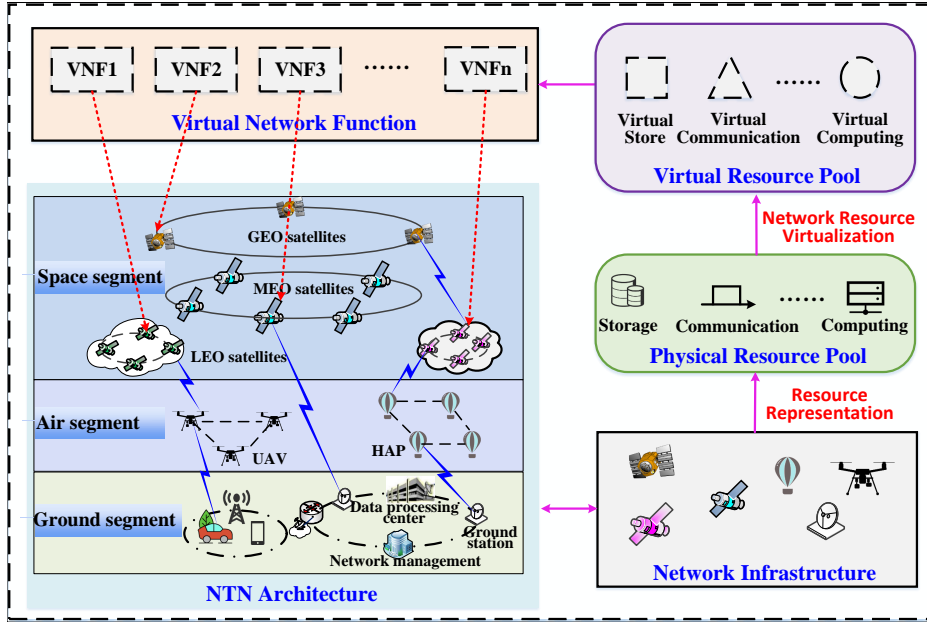 VNF1
VNF2
VNF3
······
VNFn
Virtual Network Function
Virtual
Store
Virtual
Communication
······
Virtual
Computing
Virtual Resource Pool
Network Resource
Virtualization
Storage
Communication
······
Computing
Physical Resource Pool
Resource
Representation
Network Infrastructure
Space segment
GEO satellites
MEO satellites
LEO satellites
Air segment
UAV
HAP
Ground segment
Data processing
center
Ground
station
Network management
NTN Architecture